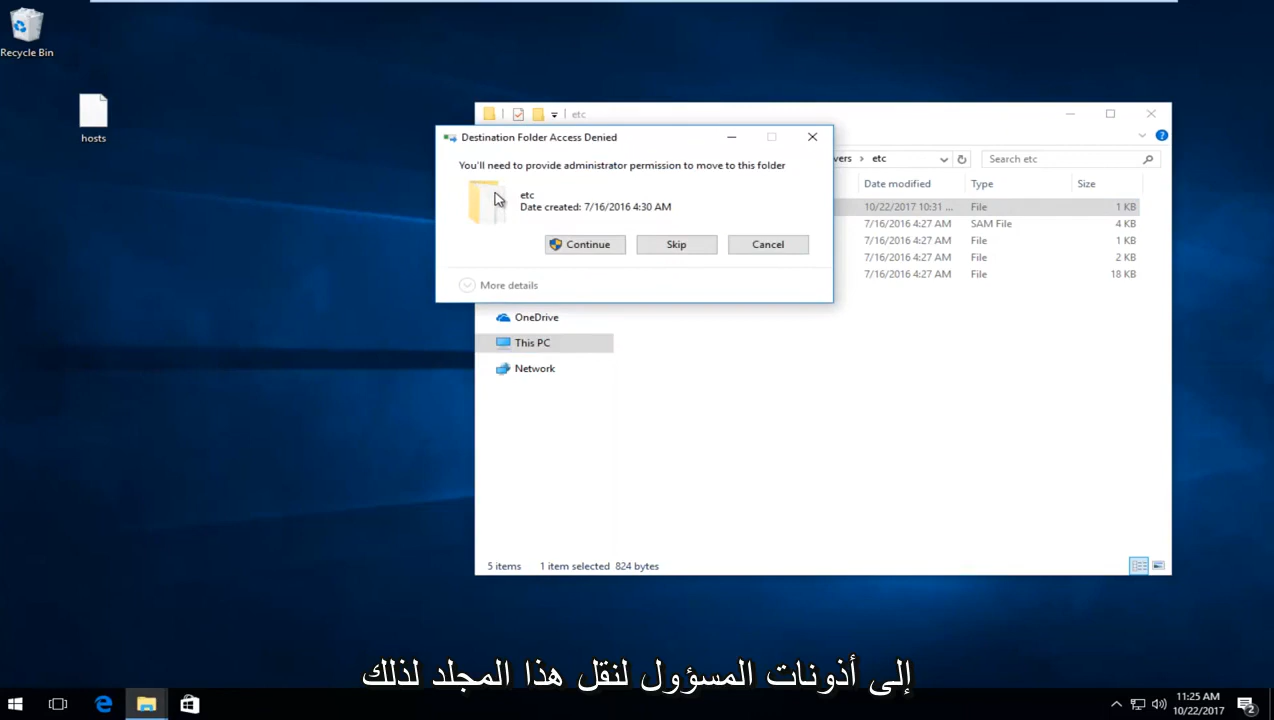 Recycle Bin
hosts
etc
Destination Folder Access Denied
You'll need to provide administrator permission to move to this folder
etc
Date created: 7/16/2016 4:30 AM
Continue
Skip
Cancel
More details
vers › etc
Search etc
Date modified Type Size
10/22/2017 10:31 ... File 1 KB
7/16/2016 4:27 AM SAM File 4 KB
7/16/2016 4:27 AM File 1 KB
7/16/2016 4:27 AM File 2 KB
7/16/2016 4:27 AM File 18 KB
OneDrive
This PC
Network
5 items 1 item selected 824 bytes
إلى أذونات المسؤول لنقل هذا المجلد لذلك
11:25 AM
10/22/2017
2